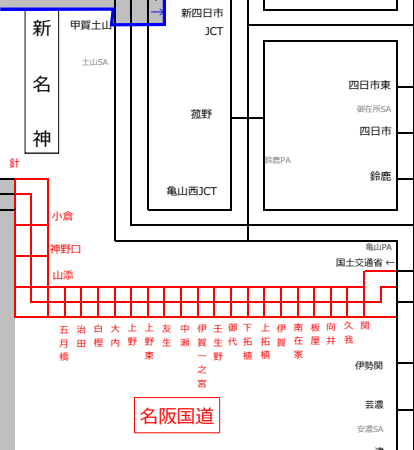 新名神
甲賀土山
→
新四日市
JCT
土山SA
菰野
亀山西JCT
四日市東
御在所SA
四日市
鈴鹿PA
鈴鹿
針
小倉
神野口
山添
亀山PA
国土交通省 ←
五月橋
治田
白樫
大内
上野
上野東
友生
中瀬
伊賀一之宮
壬生野
御代
下拓植
上拓植
伊賀
南在家
板屋
向井
久我
関
伊勢関
芸濃
安濃SA
名阪国道